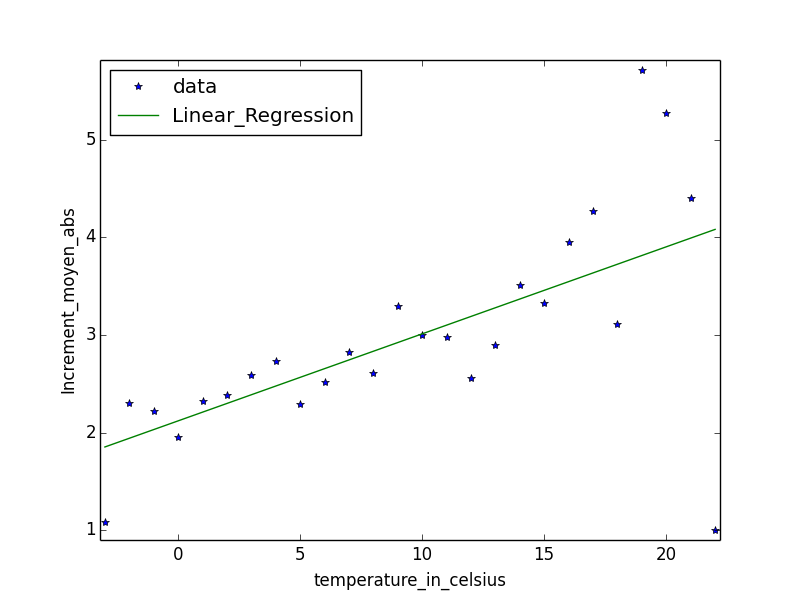 data
Linear_Regression
5
4
3
2
1
Increment_moyen_abs
0 5 10 15 20
temperature_in_celsius